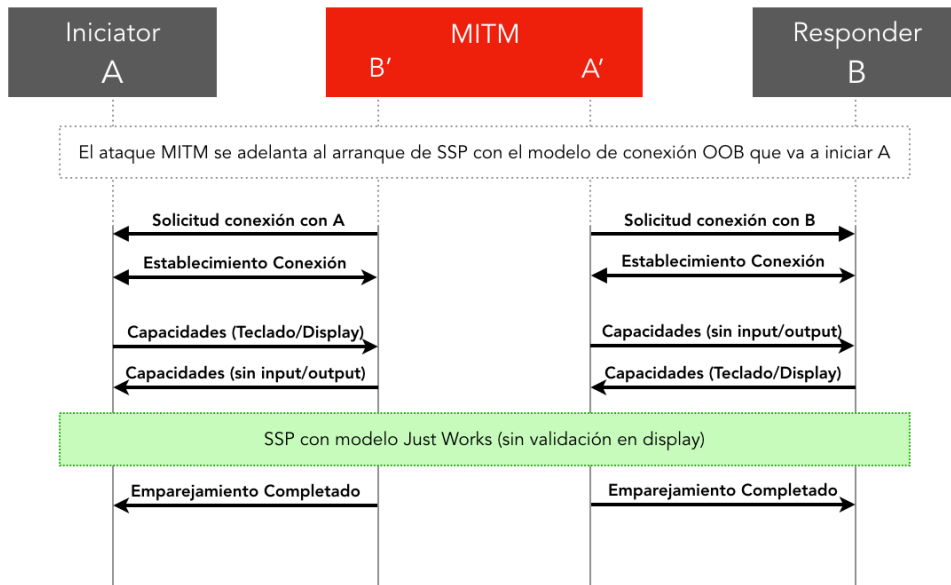 Iniciator
MITM
Responder
A
B’
A’
B
El ataque MITM se adelanta al arranque de SSP con el modelo de conexión OOB que va a iniciar A
Solicitud conexión con A
Solicitud conexión con B
Establecimiento Conexión
Establecimiento Conexión
Capacidades (Teclado/Display)
Capacidades (sin input/output)
Capacidades (sin input/output)
Capacidades (Teclado/Display)
SSP con modelo Just Works (sin validación en display)
Emparejamiento Completado
Emparejamiento Completado